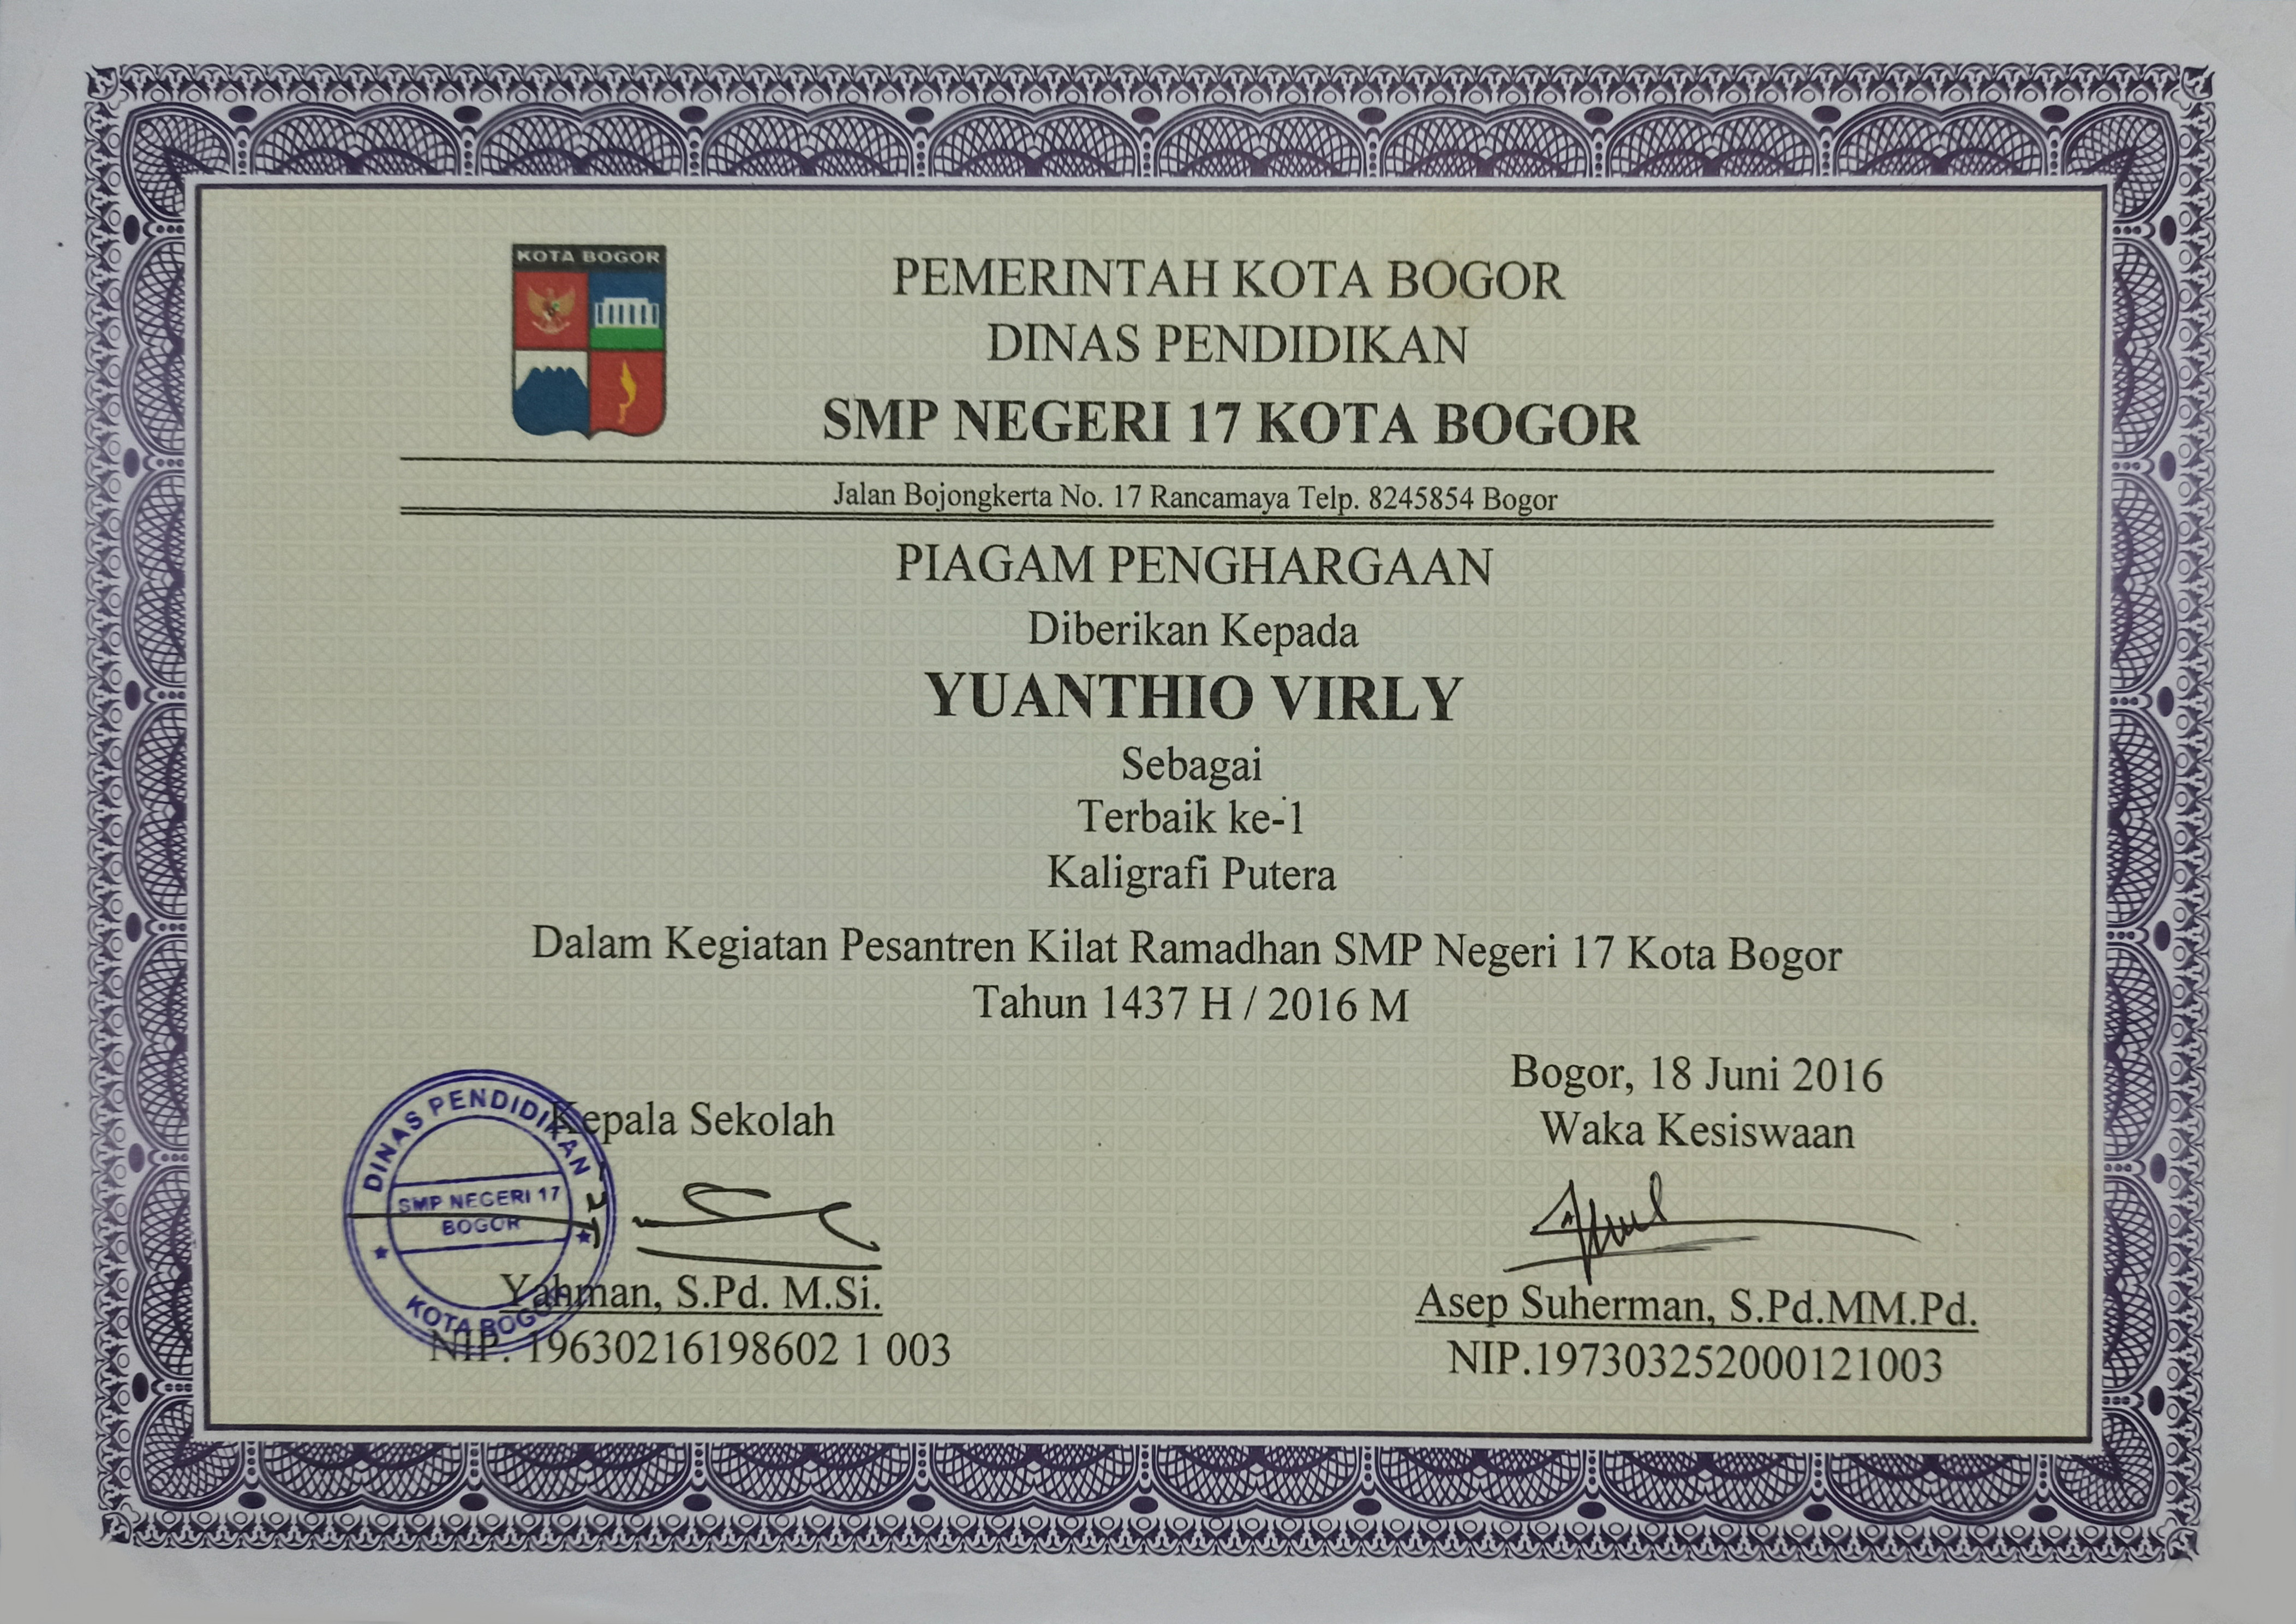 KOTA BOGOR
PEMERINTAH KOTA BOGOR
DINAS PENDIDIKAN
SMP NEGERI 17 KOTA BOGOR
Jalan Bojongkerta No. 17 Rancamaya Telp. 8245854 Bogor
PIAGAM PENGHARGAAN
Diberikan Kepada
YUANTHIO VIRLY
Sebagai
Terbaik ke-1
Kaligrafi Putera
Dalam Kegiatan Pesantren Kilat Ramadhan SMP Negeri 17 Kota Bogor
Tahun 1437 H / 2016 M
Bogor, 18 Juni 2016
Kepala Sekolah
Waka Kesiswaan
DINAS PENDIDIKAN
SMP NEGERI 17
BOGOR
KOTA BOGOR
Yahman, S.Pd. M.Si.
NIP. 19630216198602 1 003
Asep Suherman, S.Pd.MM.Pd.
NIP.197303252000121003